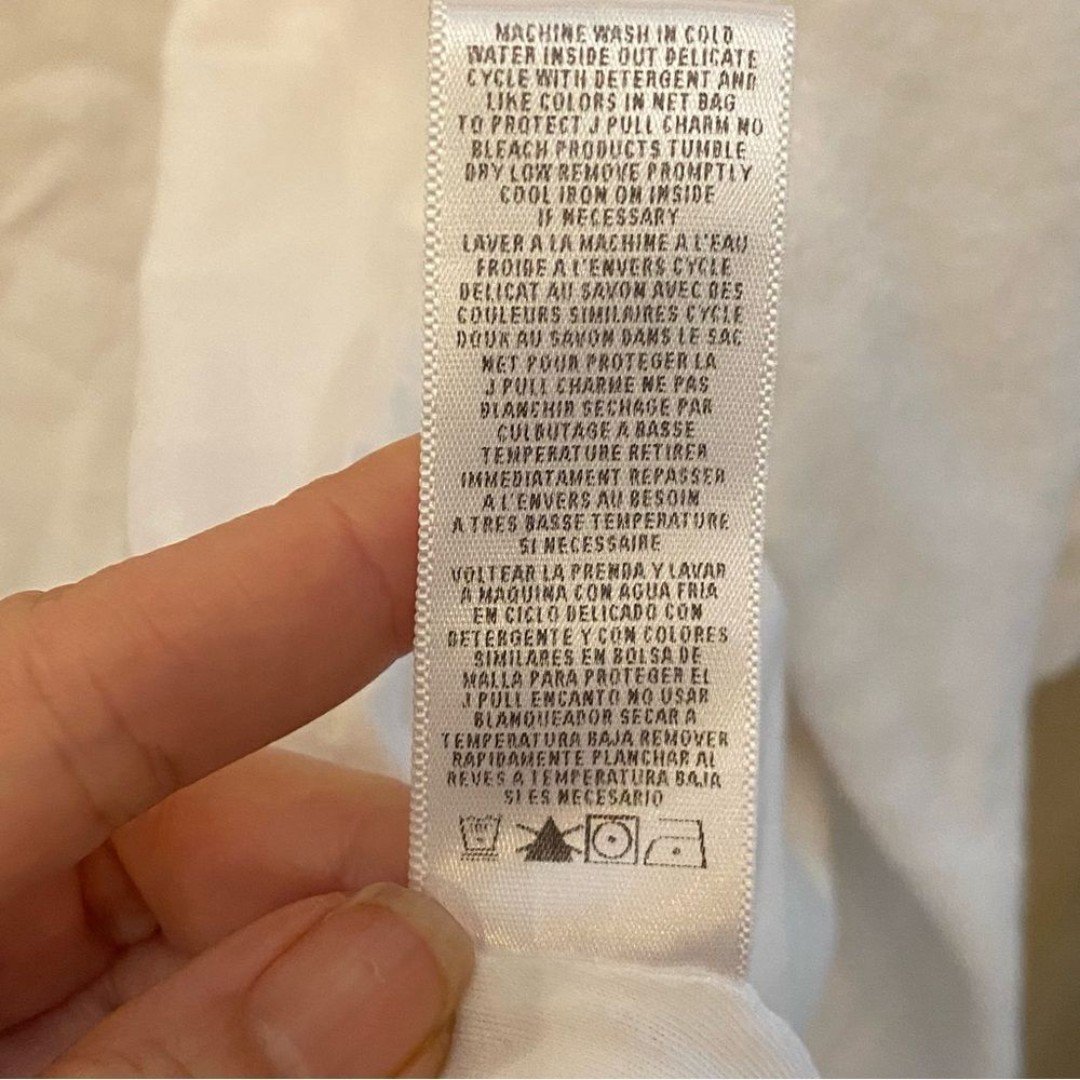 MACHINE WASH IN COLD
WATER INSIDE OUT DELICATE
CYCLE WITH DETERGENT AND
LIKE COLORS IN NET BAG
TO PROTECT J PULL CHARM NO
BLEACH PRODUCTS TUMBLE
DRY LOW REMOVE PROMPTLY
COOL IRON ON INSIDE
IF NECESSARY
LAVER A LA MACHINE A L'EAU
FROIDE A L'ENVERS CYCLE
DELICAT AU SAVON AVEC DES
COULEURS SIMILAIRES CYCLE
DOUX AU SAVON DANS LE SAC
NET POUR PROTEGER LA
J PULL CHARME NE PAS
BLANCHIR SECHAGE PAR
CULBUTAGE A BASSE
TEMPERATURE RETIRER
IMMEDIATAMENT REPASSER
A L'ENVERS AU BESOIN
A TRES BASSE TEMPERATURE
SI NECESSAIRE
VOLTEAR LA PRENDA Y LAVAR
A MAQUINA CON AGUA FRIA
EN CICLO DELICADO CON
DETERGENTE Y CON COLORES
SIMILARES EN BOLSA DE
MALLA PARA PROTEGER EL
J PULL ENCANTO NO USAR
BLANQUEADOR SECAR A
TEMPERATURA BAJA REMOVER
RAPIDAMENTE PLANCHAR AL
REVES A TEMPERATURA BAJA
SI ES NECESARIO